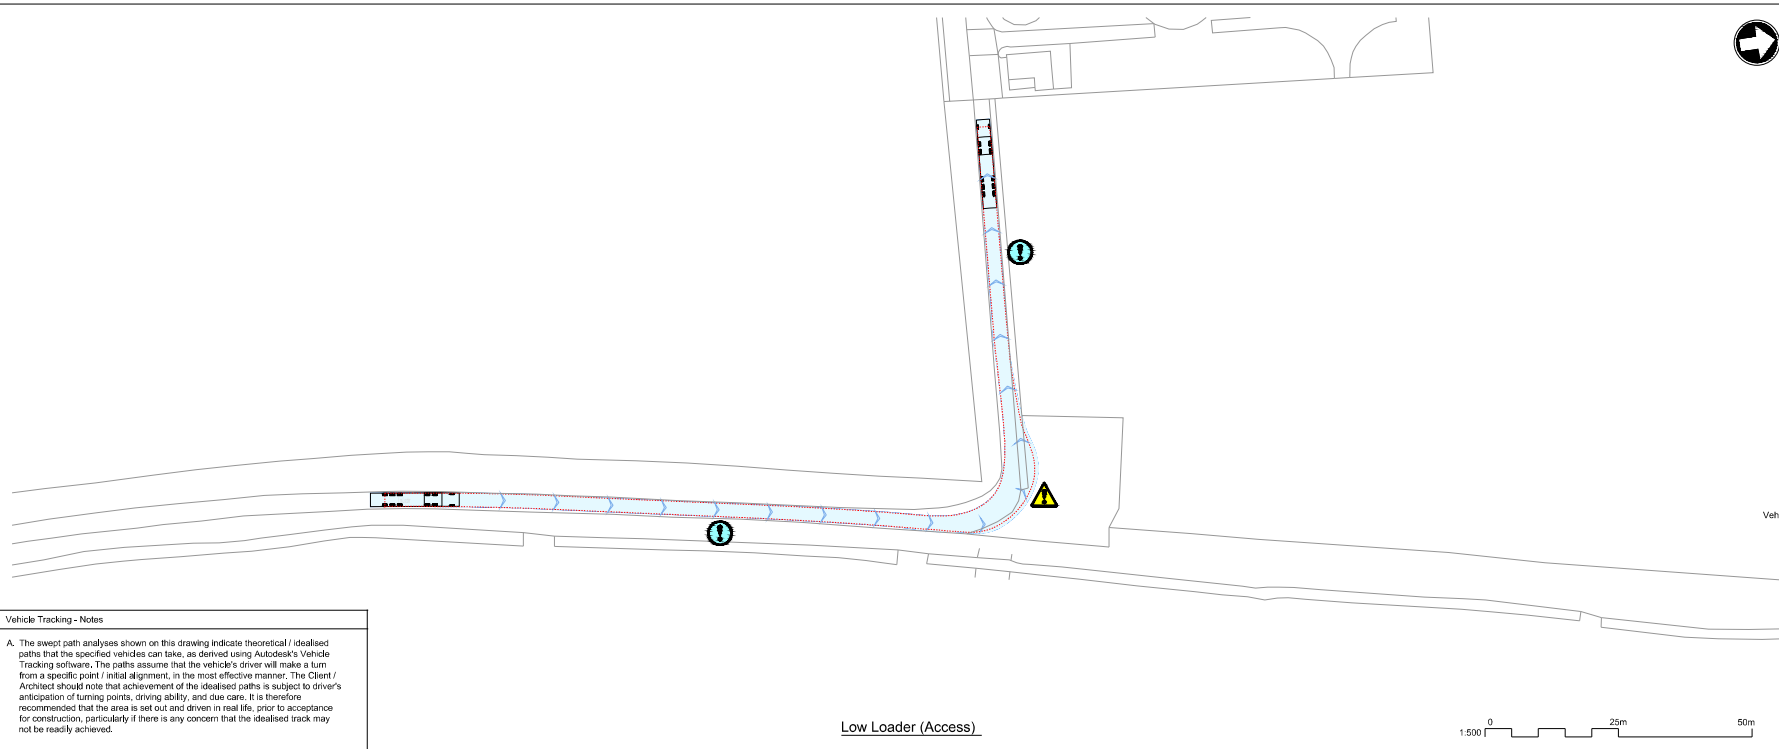 Veh
Vehicle Tracking - Notes
A. The swept path analyses shown on this drawing indicate theoretical / idealised
paths that the specified vehicles can take, as derived using Autodesk's Vehicle
Tracking software. The paths assume that the vehicle's driver will make a turn
from a specific point / initial alignment, in the most effective manner. The Client /
Architect should note that achievement of the idealised paths is subject to driver's
anticipation of turning points, driving ability, and due care. It is therefore
recommended that the area is set out and driven in real life, prior to acceptance
for construction, particularly if there is any concern that the idealised track may
not be readily achieved.
Low Loader (Access)
0 25m 50m
1:500